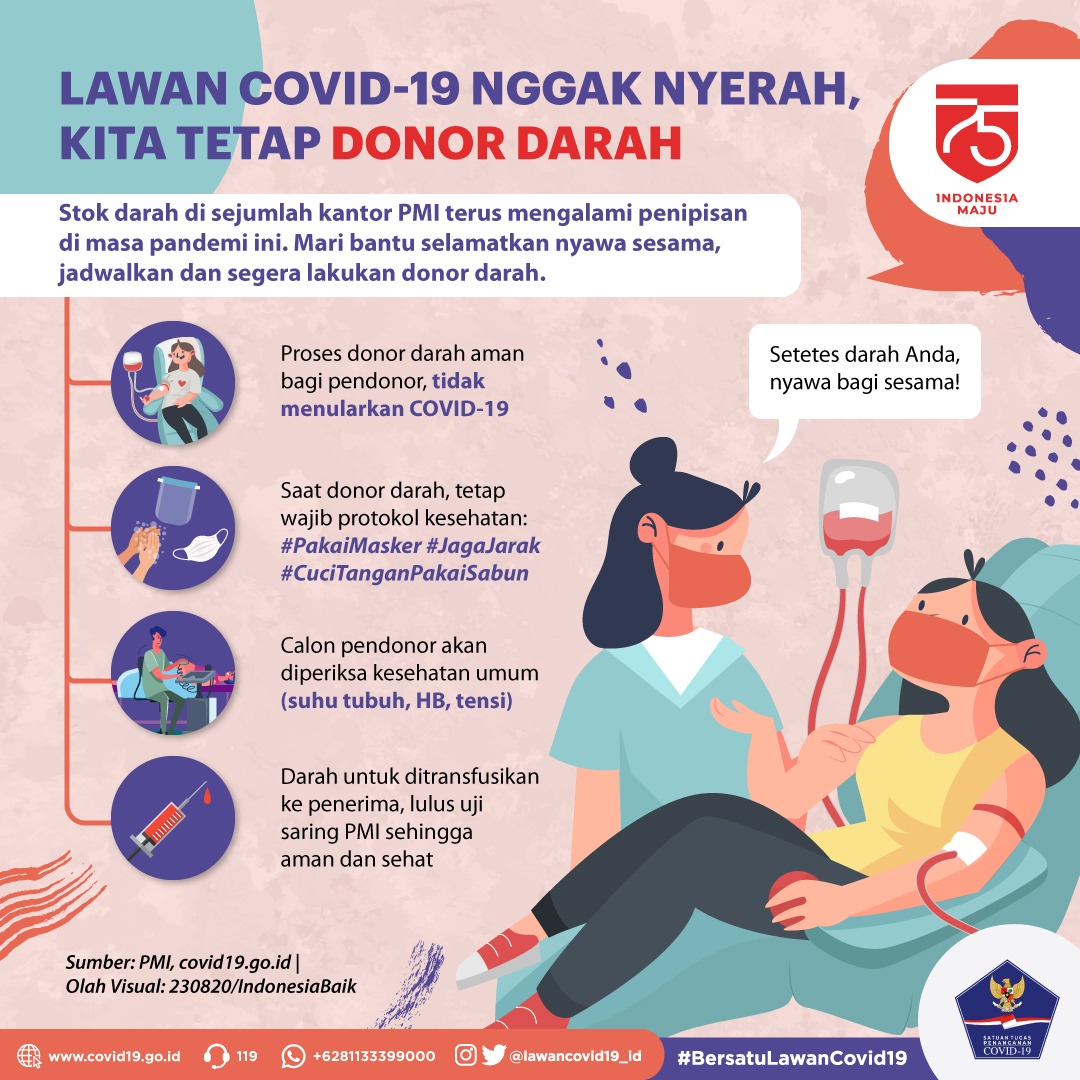 LAWAN COVID-19 NGGAK NYERAH,
KITA TETAP DONOR DARAH
75
INDONESIA
MAJU
Stok darah di sejumlah kantor PMI terus mengalami penipisan
di masa pandemi ini. Mari bantu selamatkan nyawa sesama,
jadwalkan dan segera lakukan donor darah.
Proses donor darah aman
bagi pendonor, tidak
menularkan COVID-19
Setetes darah Anda,
nyawa bagi sesama!
Saat donor darah, tetap
wajib protokol kesehatan:
#PakaiMasker #JagaJarak
#CuciTanganPakaiSabun
Calon pendonor akan
diperiksa kesehatan umum
(suhu tubuh, HB, tensi)
Darah untuk ditransfusikan
ke penerima, lulus uji
saring PMI sehingga
aman dan sehat
Sumber: PMI, covid19.go.id |
Olah Visual: 230820/IndonesiaBaik
SATUAN TUGAS
PENANGANAN
COVID-19
www.covid19.go.id 119 +6281133399000 @lawancovid19_id #BersatuLawanCovid19